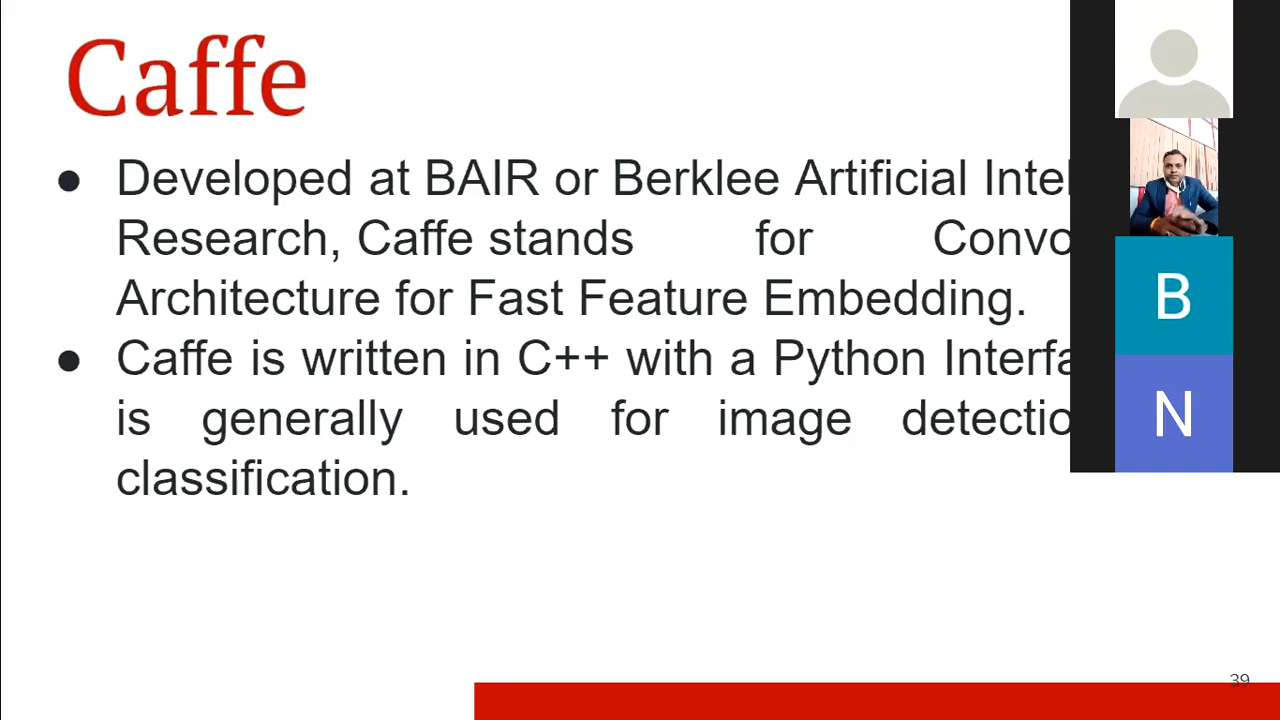 Caffe
● Developed at BAIR or Berklee Artificial Intel
Research, Caffe stands for Convo
Architecture for Fast Feature Embedding.
● Caffe is written in C++ with a Python Interfa
is generally used for image detectio
classification.
B
N
39